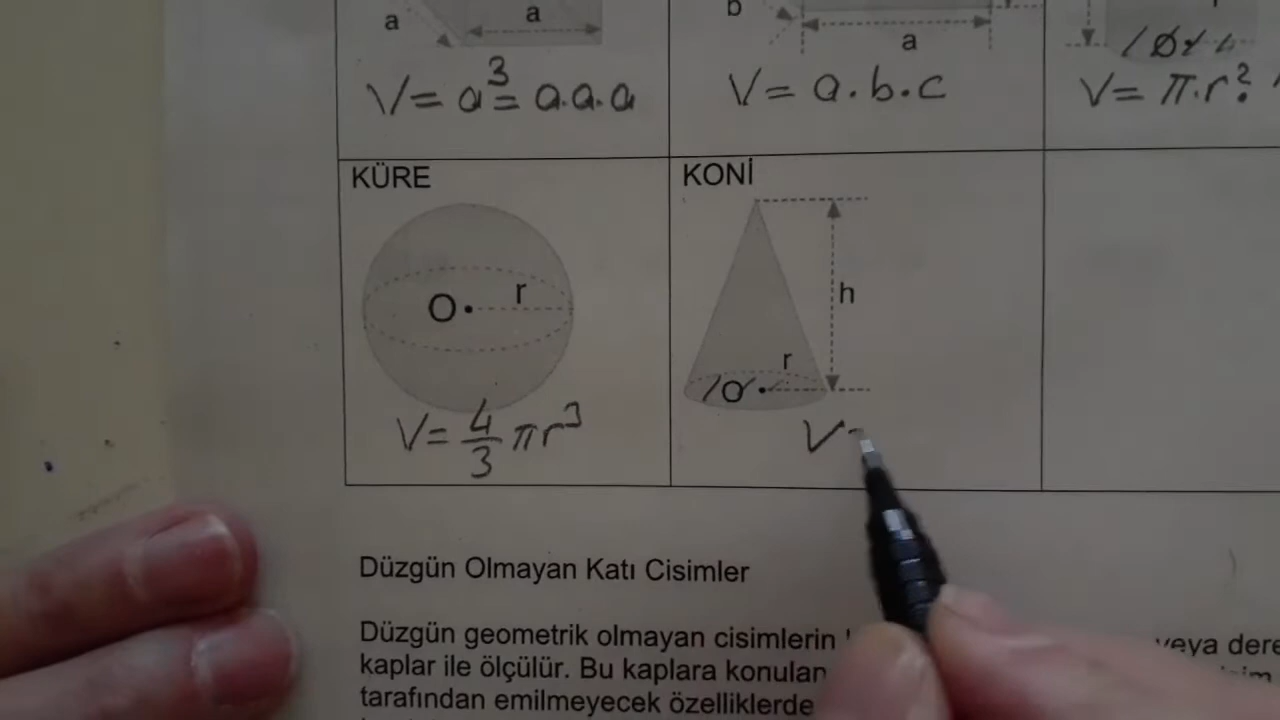 a
a
b
a
V = a³ = a.a.a
V = a.b.c
V = π.r².
KÜRE
KONİ
O
r
h
r
O
V = 4/3 πr³
V =
Düzgün Olmayan Katı Cisimler
Düzgün geometrik olmayan cisimlerin veya dere
kaplar ile ölçülür. Bu kaplara konulan
tarafından emilmeyecek özelliklerde